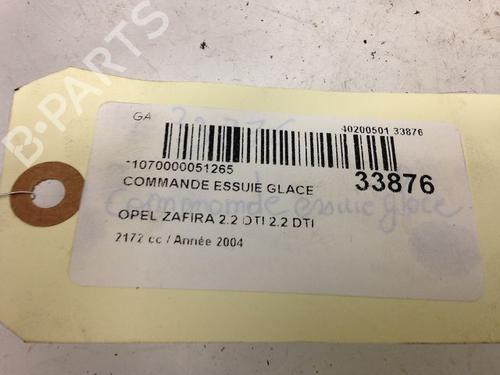 B-PARTS
GA
33876
40200501 33876
-1070000051265
COMMANDE ESSUIE GLACE
33876
Commande essuie glace
OPEL ZAFIRA 2.2 DTI 2.2 DTI
2172 cc / Année 2004